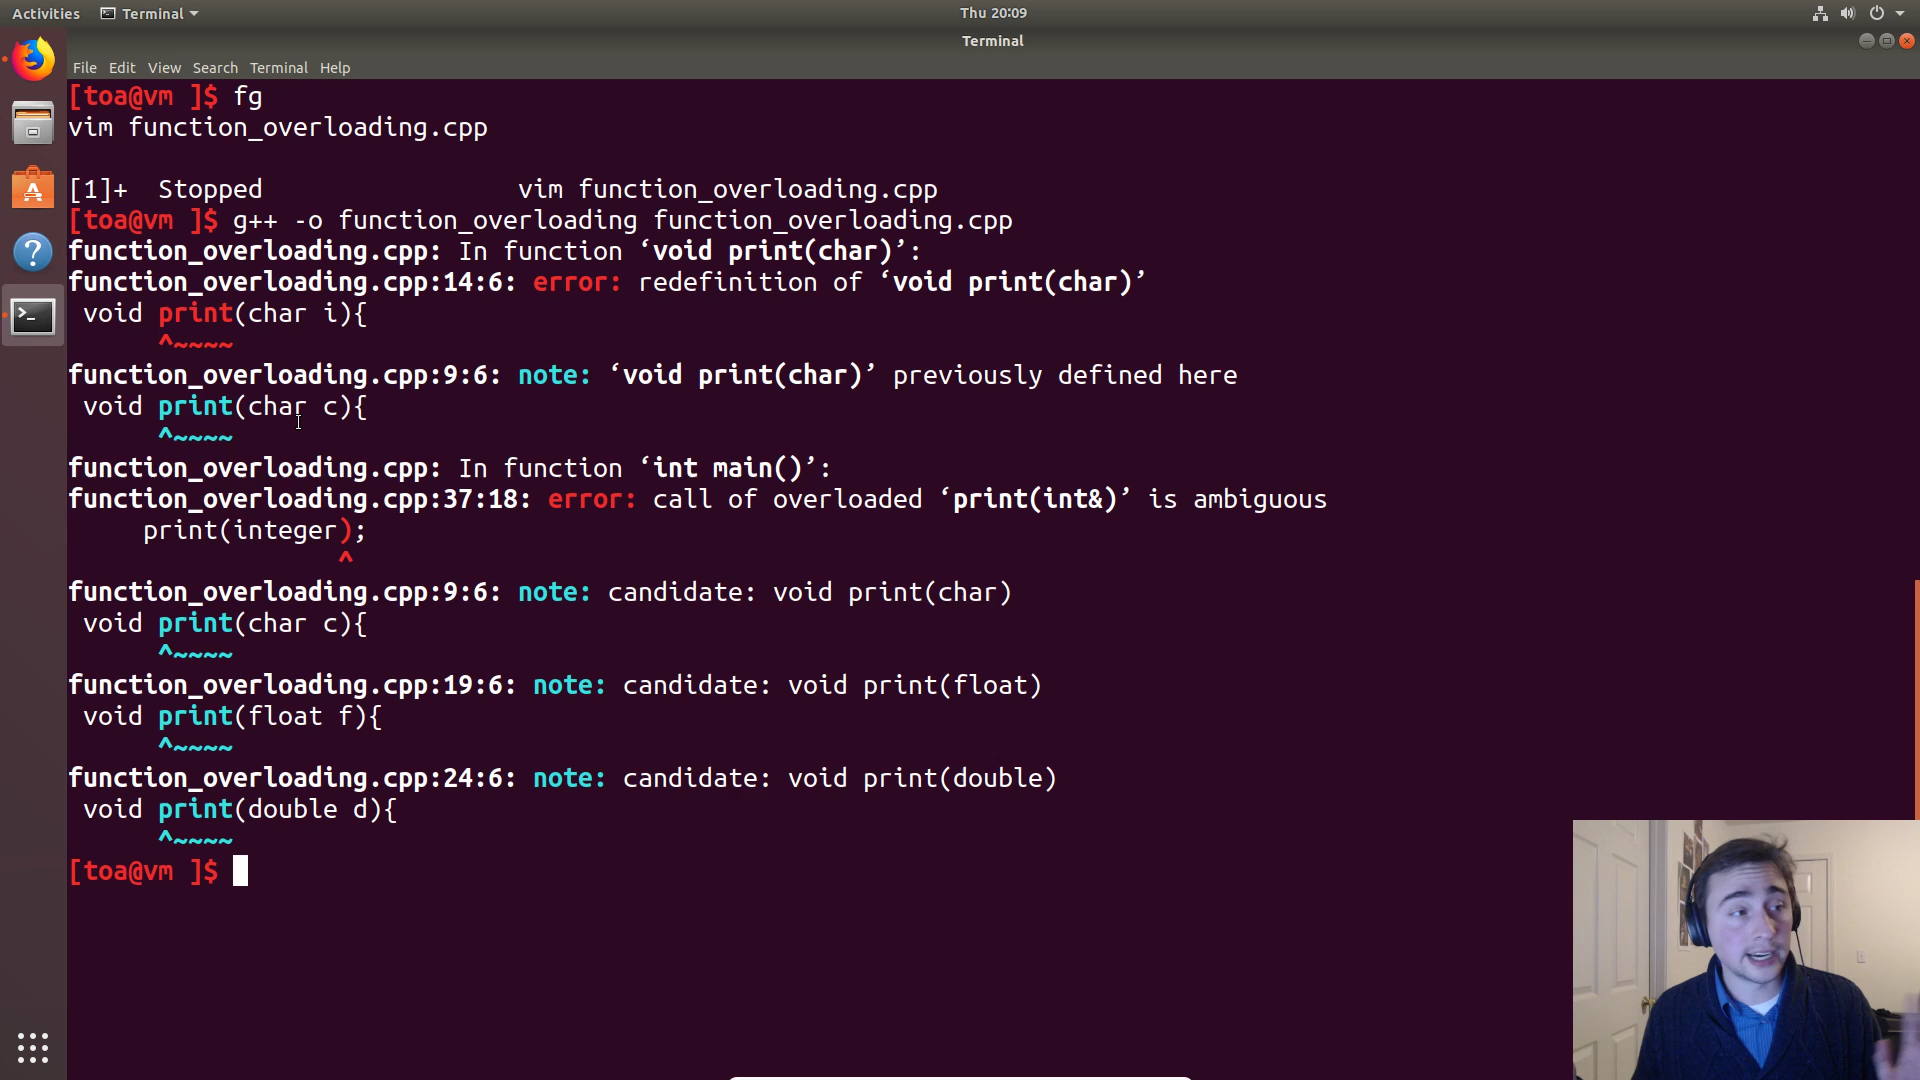 Activities Terminal Thu 20:09
Terminal
File Edit View Search Terminal Help
[toa@vm ]$ fg
vim function_overloading.cpp
[1]+  Stopped                 vim function_overloading.cpp
[toa@vm ]$ g++ -o function_overloading function_overloading.cpp
function_overloading.cpp: In function ‘void print(char)’:
function_overloading.cpp:14:6: error: redefinition of ‘void print(char)’
 void print(char i){
      ^~~~~
function_overloading.cpp:9:6: note: ‘void print(char)’ previously defined here
 void print(char c){
      ^~~~~
function_overloading.cpp: In function ‘int main()’:
function_overloading.cpp:37:18: error: call of overloaded ‘print(int&)’ is ambiguous
     print(integer);
                  ^
function_overloading.cpp:9:6: note: candidate: void print(char)
 void print(char c){
      ^~~~~
function_overloading.cpp:19:6: note: candidate: void print(float)
 void print(float f){
      ^~~~~
function_overloading.cpp:24:6: note: candidate: void print(double)
 void print(double d){
      ^~~~~
[toa@vm ]$